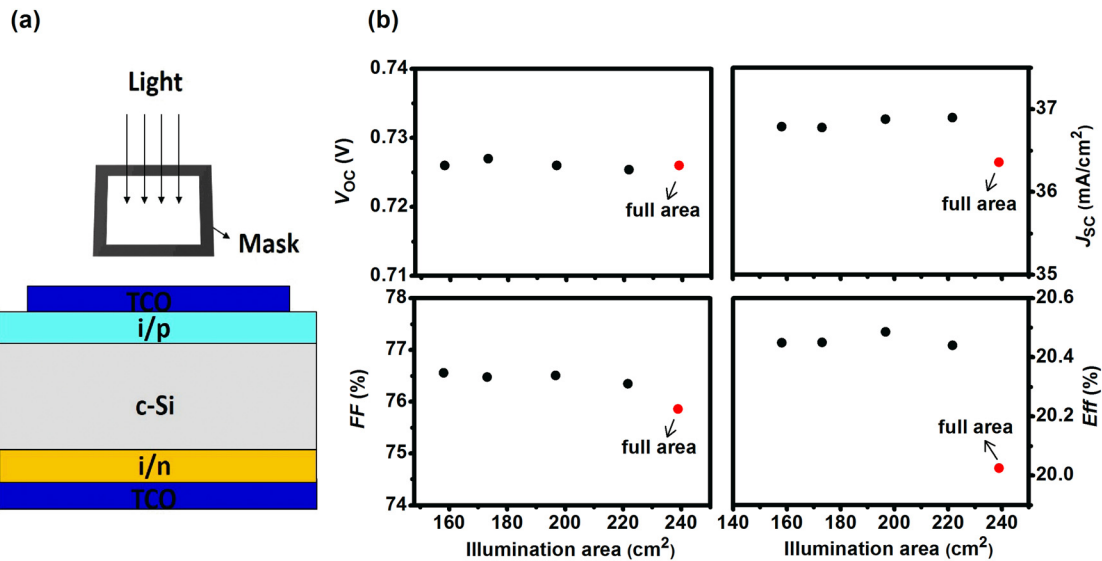 (a)
Light
Mask
TCO
i/p
c-Si
i/n
TCO
(b)
0.74
0.73
0.72
0.71
V_OC (V)
full area
37
36
35
J_SC (mA/cm²)
full area
78
77
76
75
74
FF (%)
full area
160 180 200 220 240
Illumination area (cm²)
20.6
20.4
20.2
20.0
Eff (%)
full area
140 160 180 200 220 240
Illumination area (cm²)